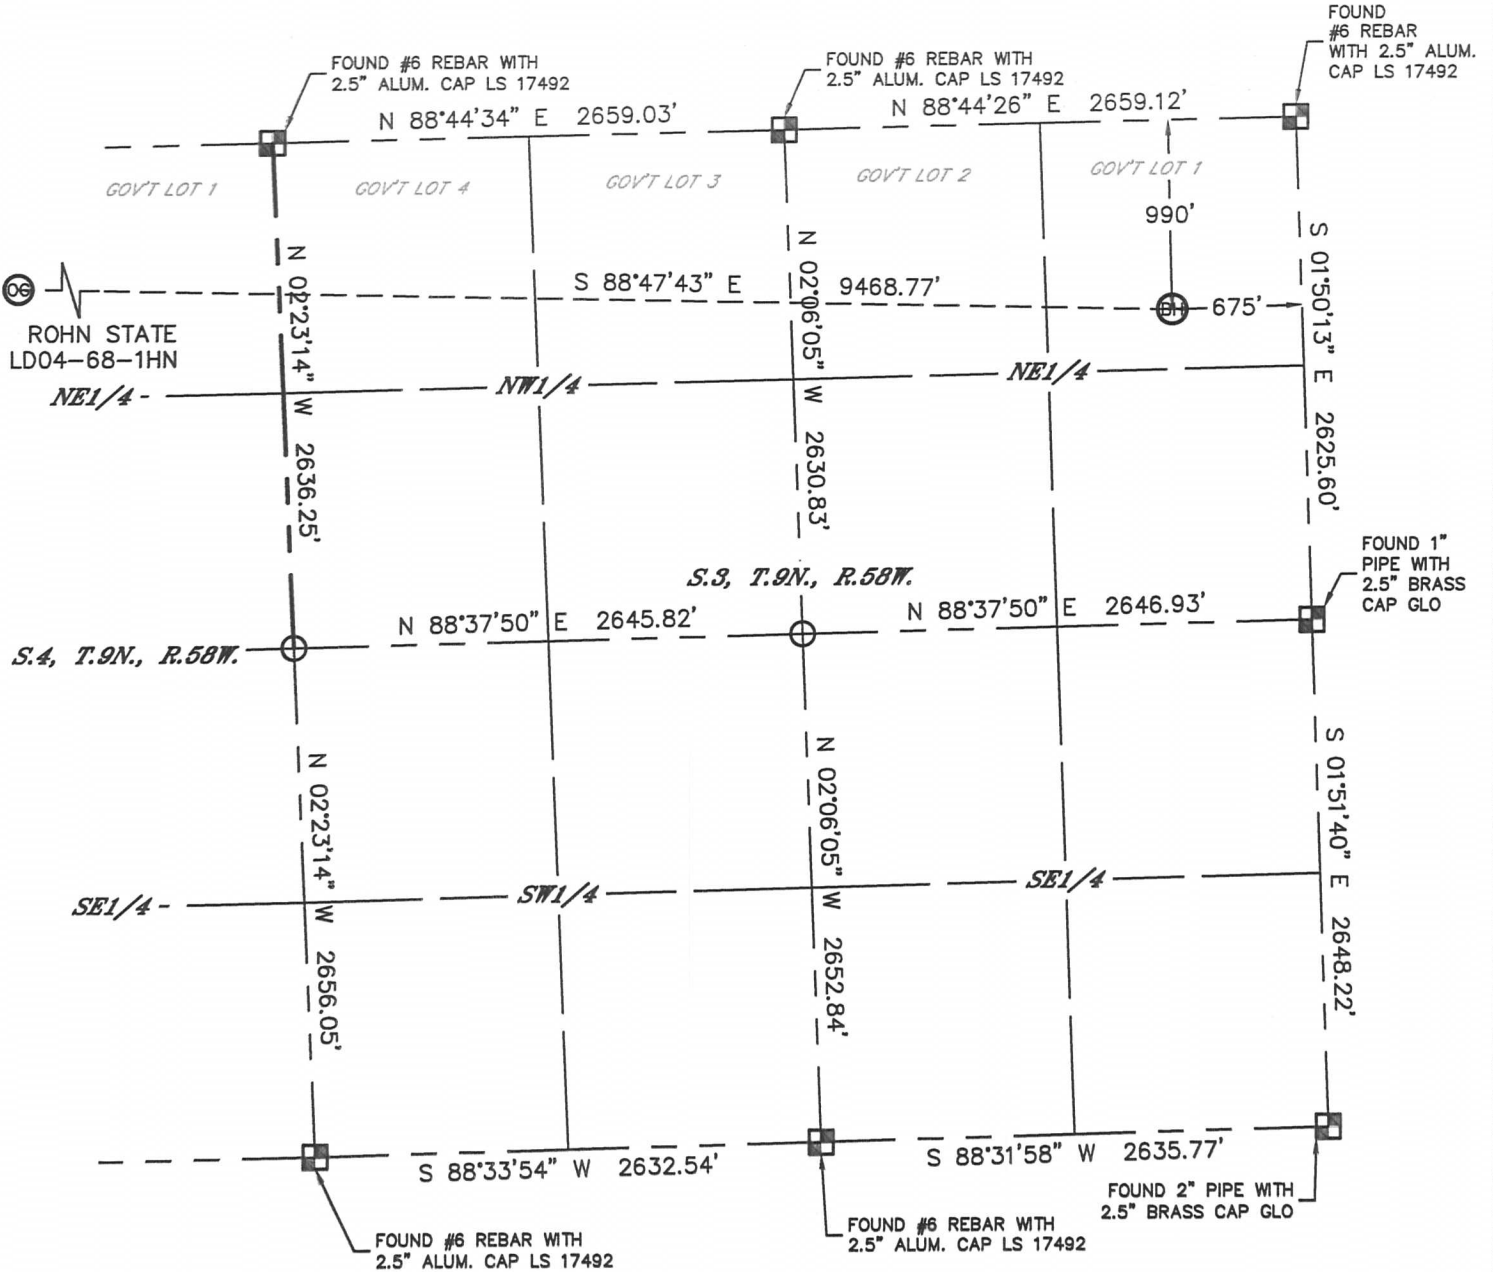 FOUND
#6 REBAR
WITH 2.5" ALUM.
CAP LS 17492
FOUND #6 REBAR WITH
2.5" ALUM. CAP LS 17492
FOUND #6 REBAR WITH
2.5" ALUM. CAP LS 17492
N 88°44'34" E 2659.03'
N 88°44'26" E 2659.12'
GOV'T LOT 1
GOV'T LOT 4
GOV'T LOT 3
GOV'T LOT 2
GOV'T LOT 1
990'
N 02°23'14" W 2636.25'
N 02°06'05" W 2630.83'
S 01°50'13" E 2625.60'
OG
S 88°47'43" E 9468.77'
BH
675'
ROHN STATE
LD04-68-1HN
NE1/4 -
NW1/4
NE1/4
FOUND 1"
PIPE WITH
2.5" BRASS
CAP GLO
S.3, T.9N., R.58W.
N 88°37'50" E 2645.82'
N 88°37'50" E 2646.93'
S.4, T.9N., R.58W.
N 02°23'14" W 2656.05'
N 02°06'05" W 2652.84'
S 01°51'40" E 2648.22'
SE1/4 -
SW1/4
SE1/4
S 88°33'54" W 2632.54'
S 88°31'58" W 2635.77'
FOUND 2" PIPE WITH
2.5" BRASS CAP GLO
FOUND #6 REBAR WITH
2.5" ALUM. CAP LS 17492
FOUND #6 REBAR WITH
2.5" ALUM. CAP LS 17492